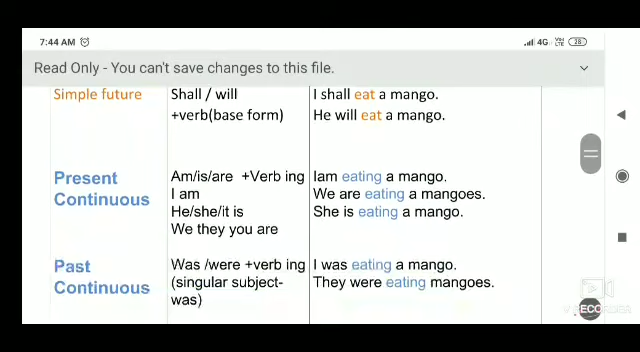 7:44 AM
4G VoLTE 28
Read Only - You can't save changes to this file.
Simple future Shall / will I shall eat a mango.
+verb(base form) He will eat a mango.
Present Am/is/are +Verb ing Iam eating a mango.
Continuous I am We are eating a mangoes.
He/she/it is She is eating a mango.
We they you are
Past Was /were +verb ing I was eating a mango.
Continuous (singular subject- They were eating mangoes.
was)
RECORDER